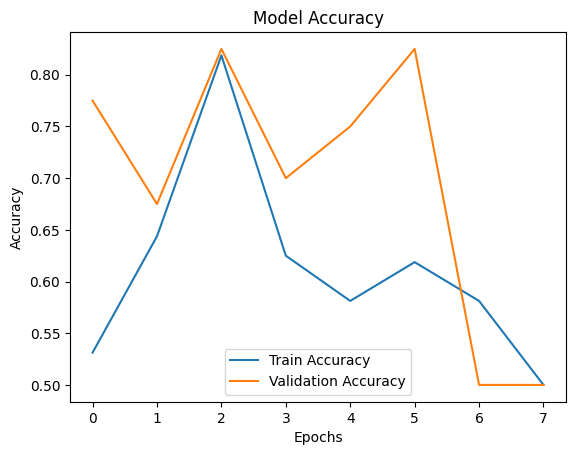 Model Accuracy
Accuracy
0.80
0.75
0.70
0.65
0.60
0.55
0.50
Train Accuracy
Validation Accuracy
0 1 2 3 4 5 6 7
Epochs